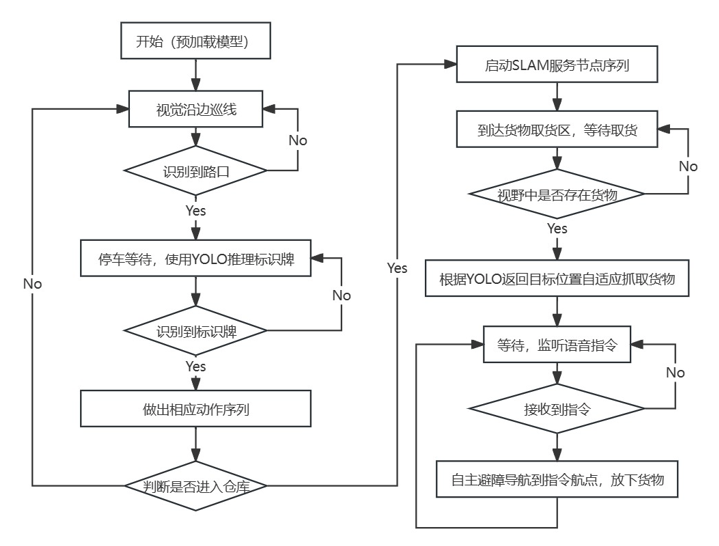 开始（预加载模型）
视觉沿边巡线
No
识别到路口
Yes
停车等待，使用YOLO推理标识牌
No
识别到标识牌
Yes
做出相应动作序列
判断是否进入仓库
No
Yes
启动SLAM服务节点序列
到达货物取货区，等待取货
No
视野中是否存在货物
Yes
根据YOLO返回目标位置自适应抓取货物
等待，监听语音指令
No
接收到指令
自主避障导航到指令航点，放下货物